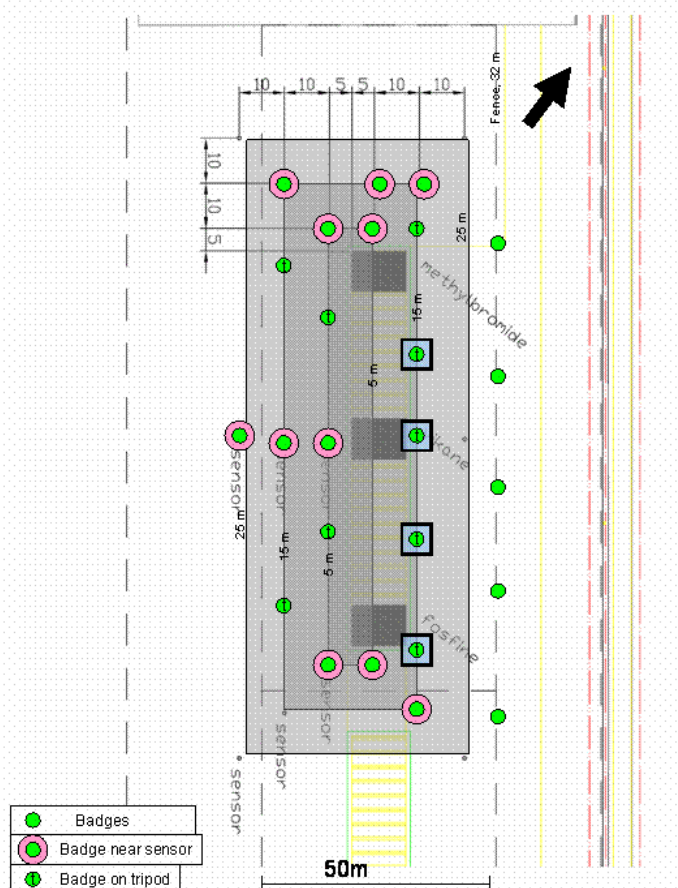 10 10 5 5 10 10
Fence, 32 m
10
10
5
25 m
methylbromide
15 m
5 m
ikane
sensor
sensor
sensor
25 m
15 m
5 m
fosfine
sensor
sensor
sensor
Badges
Badge near sensor
Badge on tripod
50m